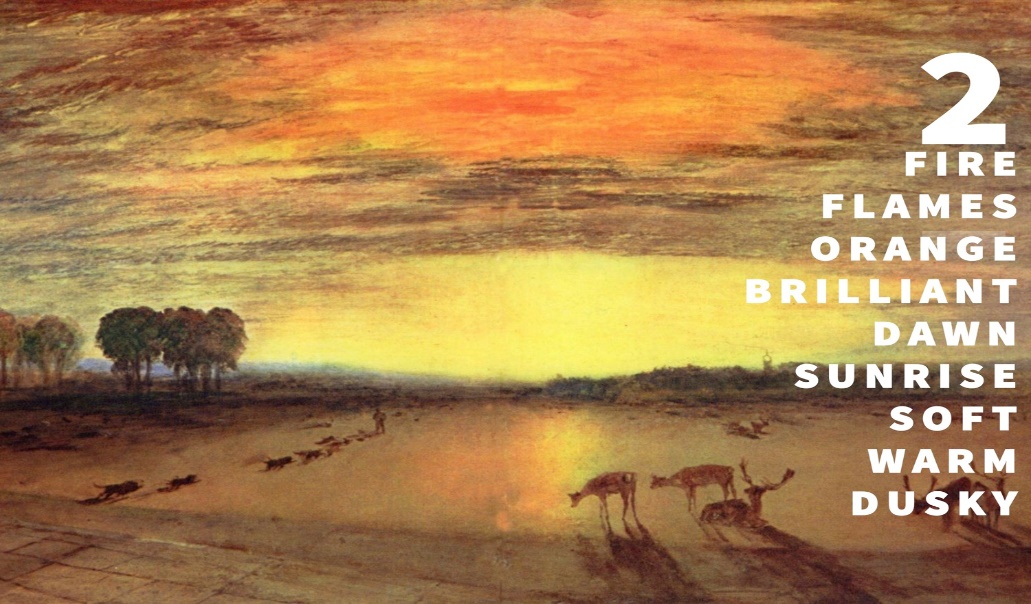 2
FIRE
FLAMES
ORANGE
BRILLIANT
DAWN
SUNRISE
SOFT
WARM
DUSKY